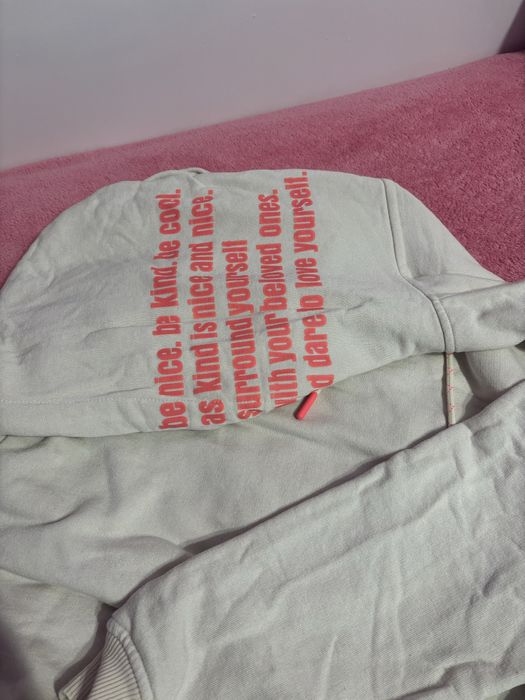 be nice. be kind. be cool.
as kind is nice and nice.
surround yourself
with your beloved ones.
d dare to love yourself.